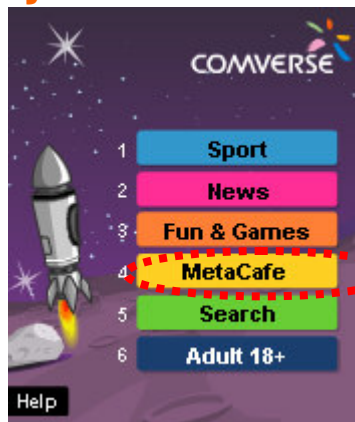 COMVERSE
1 Sport
2 News
3 Fun & Games
4 MetaCafe
5 Search
6 Adult 18+
Help